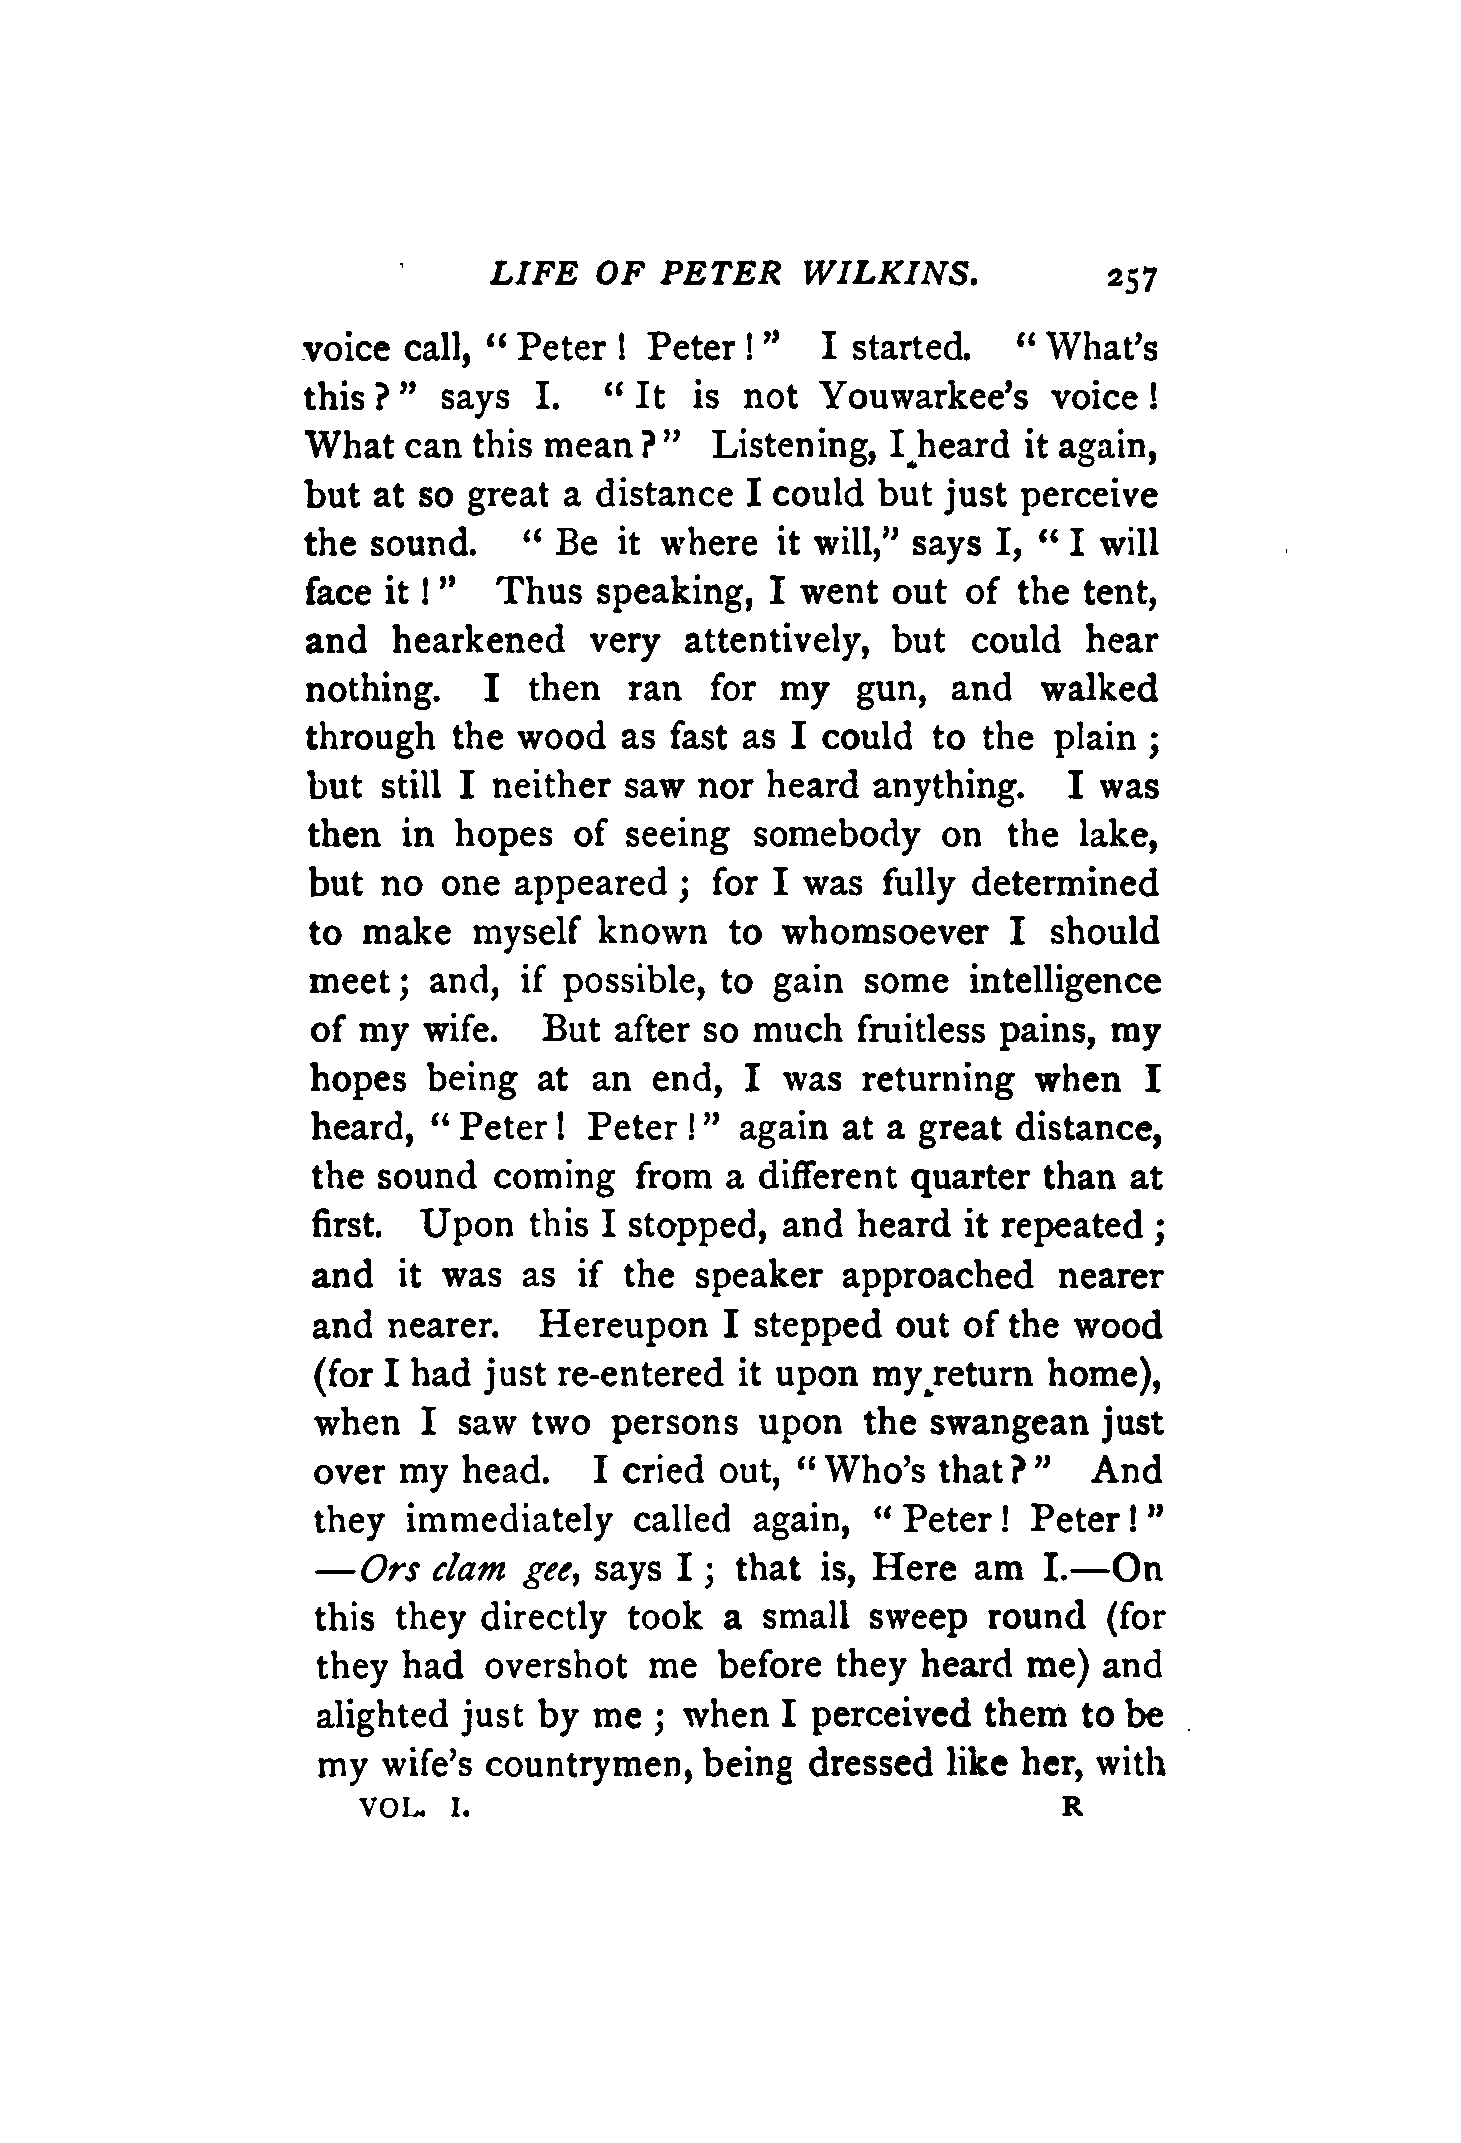 LIFE OF PETER WILKINS. 257
voice call, “Peter! Peter!” I started. “What's
this?” says I. “It is not Youwarkee's voice!
What can this mean?” Listening, I heard it again,
but at so great a distance I could but just perceive
the sound. “Be it where it will,” says I, “I will
face it!” Thus speaking, I went out of the tent,
and hearkened very attentively, but could hear
nothing. I then ran for my gun, and walked
through the wood as fast as I could to the plain;
but still I neither saw nor heard anything. I was
then in hopes of seeing somebody on the lake,
but no one appeared; for I was fully determined
to make myself known to whomsoever I should
meet; and, if possible, to gain some intelligence
of my wife. But after so much fruitless pains, my
hopes being at an end, I was returning when I
heard, “Peter! Peter!” again at a great distance,
the sound coming from a different quarter than at
first. Upon this I stopped, and heard it repeated;
and it was as if the speaker approached nearer
and nearer. Hereupon I stepped out of the wood
(for I had just re-entered it upon my return home),
when I saw two persons upon the swangean just
over my head. I cried out, “Who's that?” And
they immediately called again, “Peter! Peter!”
—Ors clam gee, says I; that is, Here am I.—On
this they directly took a small sweep round (for
they had overshot me before they heard me) and
alighted just by me; when I perceived them to be
my wife's countrymen, being dressed like her, with
VOL. I. R